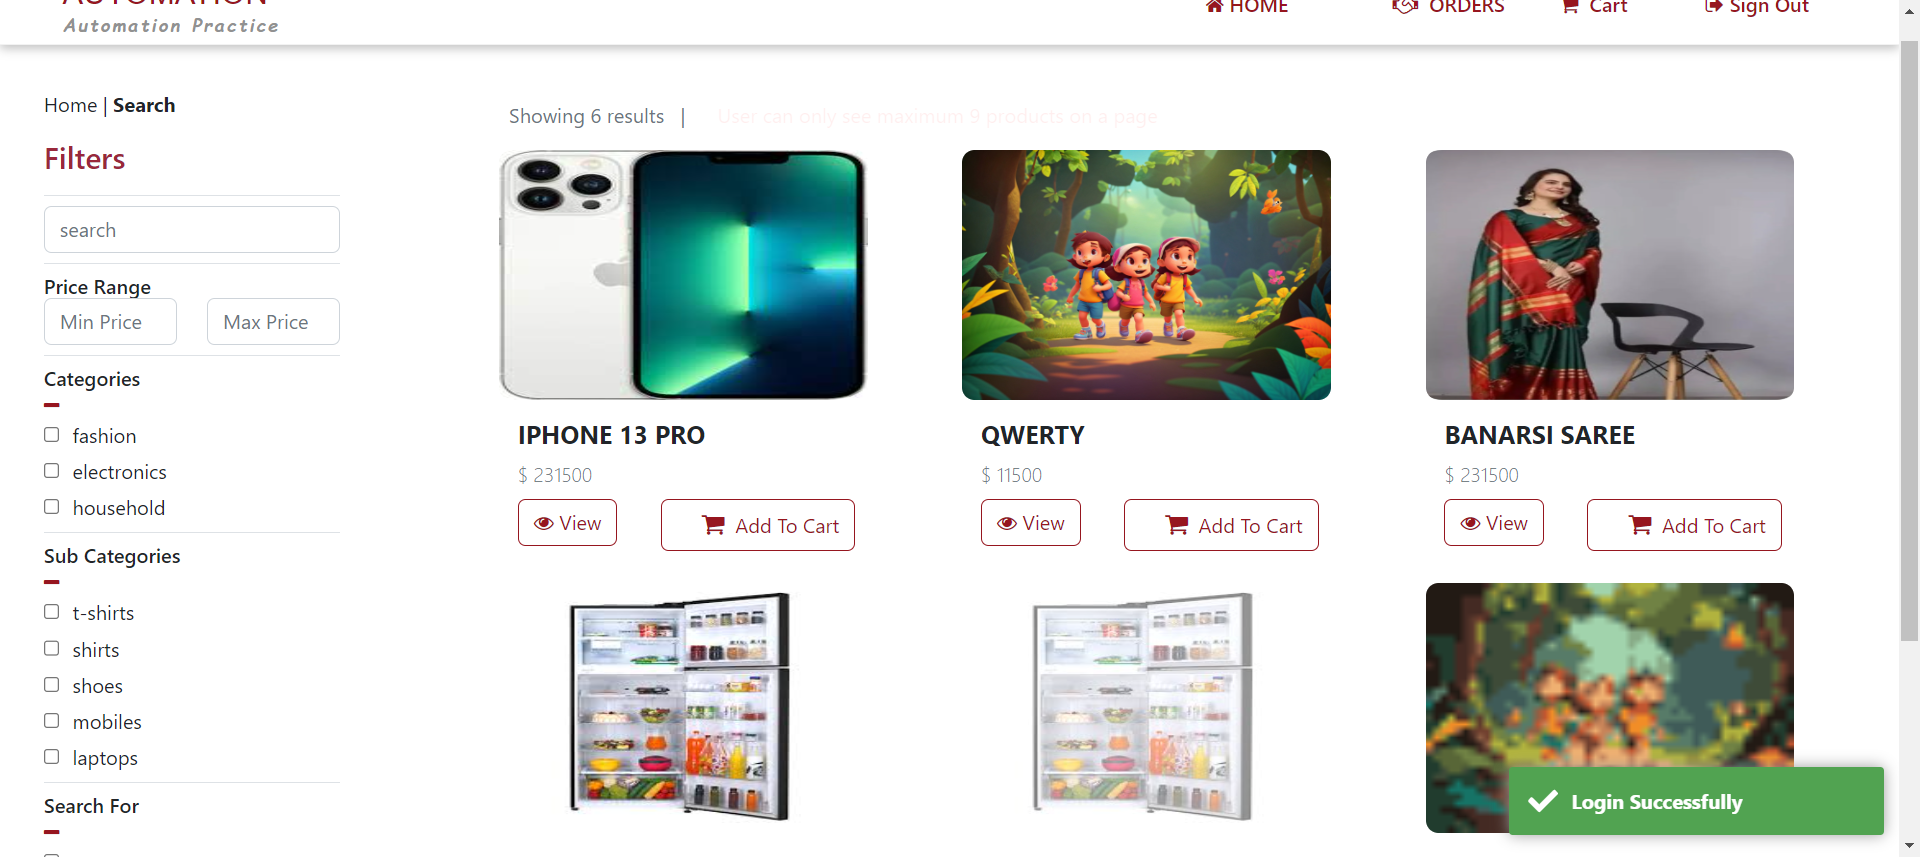 AUTOMATION
Automation Practice
HOME
ORDERS
Cart
Sign Out
Home | Search
Filters
search
Price Range
Min Price
Max Price
Categories
fashion
electronics
household
Sub Categories
t-shirts
shirts
shoes
mobiles
laptops
Search For
Showing 6 results |
User can only see maximum 9 products on a page
IPHONE 13 PRO
$ 231500
View
Add To Cart
QWERTY
$ 11500
View
Add To Cart
BANARSI SAREE
$ 231500
View
Add To Cart
Login Successfully